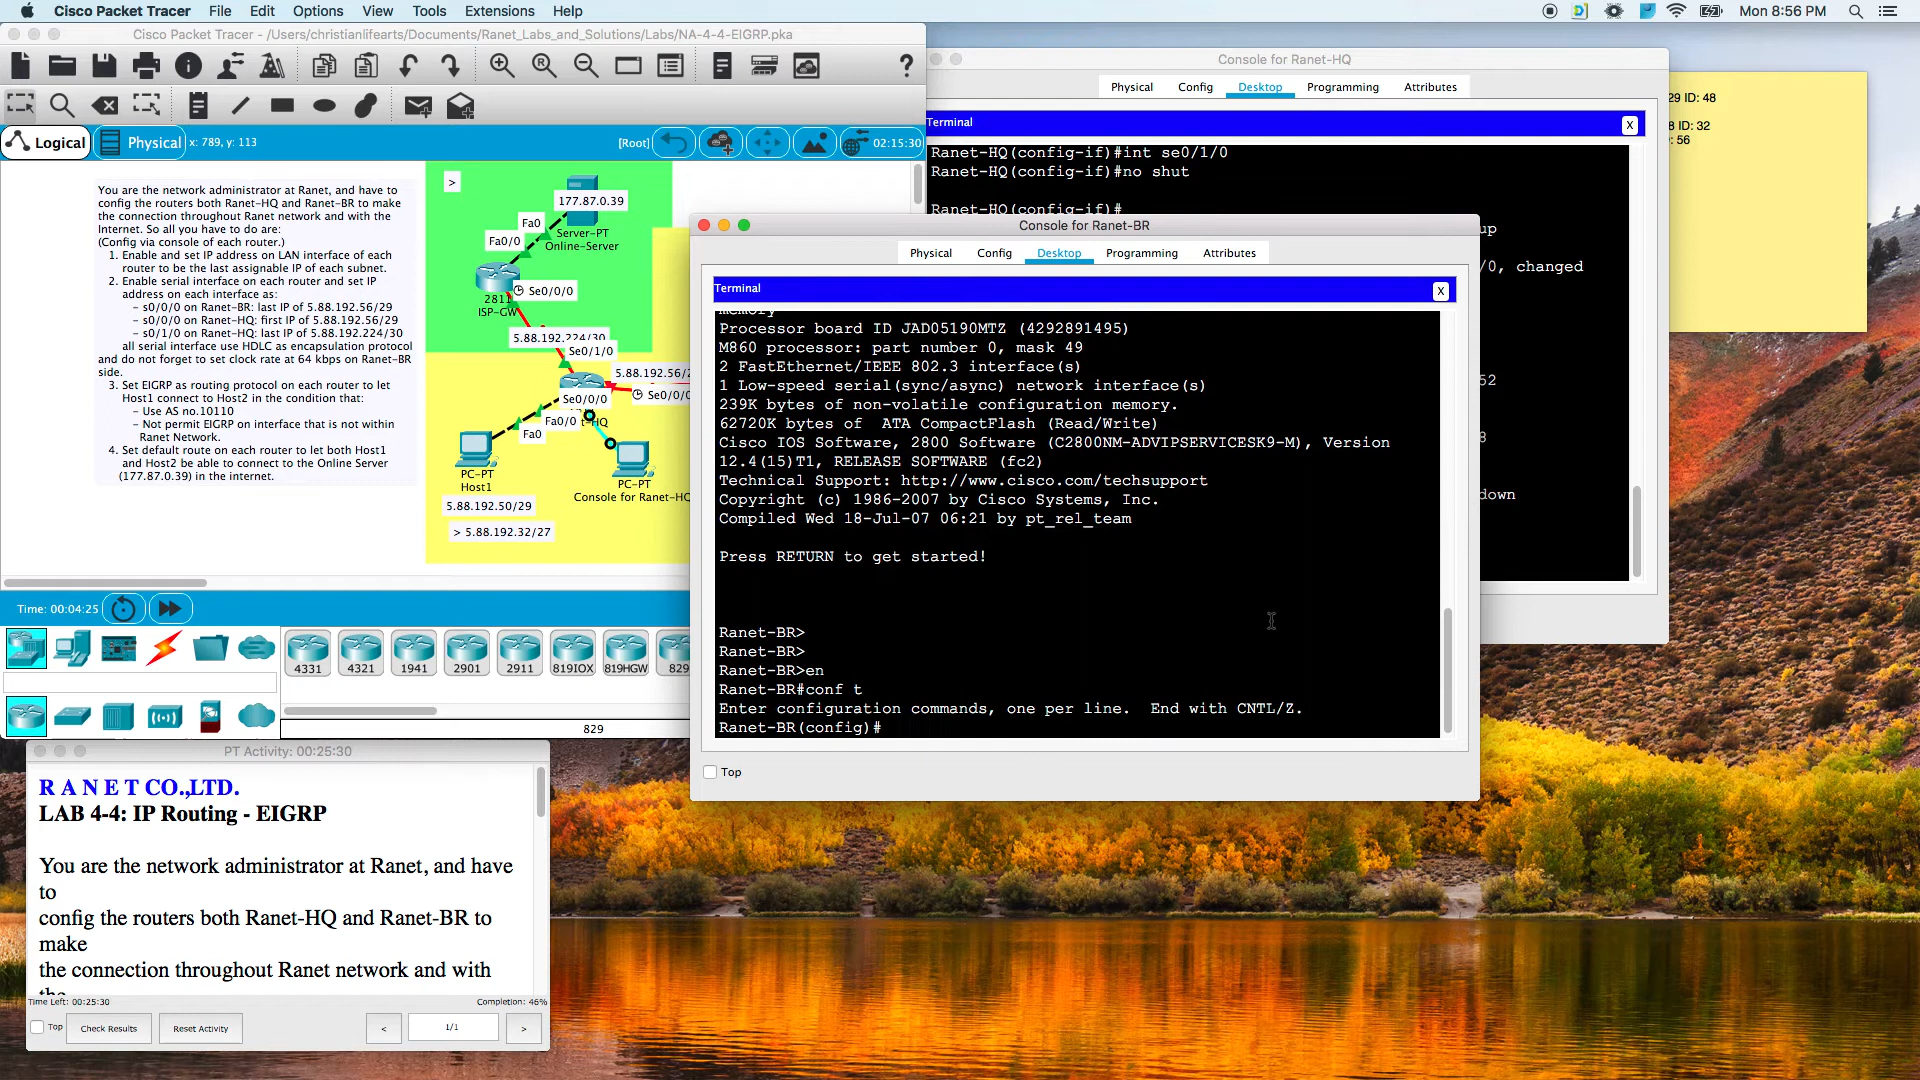 Cisco Packet Tracer File Edit Options View Tools Extensions Help
Mon 8:56 PM
Cisco Packet Tracer - /Users/christianlifearts/Documents/Ranet_Labs_and_Solutions/Labs/NA-4-4-EIGRP.pka
Logical
Physical
x: 789, y: 113
[Root]
02:15:30
You are the network administrator at Ranet, and have to
config the routers both Ranet-HQ and Ranet-BR to make
the connection throughout Ranet network and with the
Internet. So all you have to do are:
(Config via console of each router.)
1. Enable and set IP address on LAN interface of each
router to be the last assignable IP of each subnet.
2. Enable serial interface on each router and set IP
address on each interface as:
- s0/0/0 on Ranet-BR: last IP of 5.88.192.56/29
- s0/0/0 on Ranet-HQ: first IP of 5.88.192.56/29
- s0/1/0 on Ranet-HQ: last IP of 5.88.192.224/30
all serial interface use HDLC as encapsulation protocol
and do not forget to set clock rate at 64 kbps on Ranet-BR
side.
3. Set EIGRP as routing protocol on each router to let
Host1 connect to Host2 in the condition that:
- Use AS no.10110
- Not permit EIGRP on interface that is not within
Ranet Network.
4. Set default route on each router to let both Host1
and Host2 be able to connect to the Online Server
(177.87.0.39) in the internet.
>
177.87.0.39
Fa0
Server-PT
Online-Server
Fa0/0
2811
ISP-GW
Se0/0/0
5.88.192.224/30
Se0/1/0
5.88.192.56/2
Se0/0/0
Se0/0/0
Fa0/0
t-HQ
Fa0
PC-PT
Host1
PC-PT
Console for Ranet-HQ
5.88.192.50/29
> 5.88.192.32/27
Time: 00:04:25
4331
4321
1941
2901
2911
819IOX
819HGW
829
829
PT Activity: 00:25:30
R A N E T CO.,LTD.
LAB 4-4: IP Routing - EIGRP
You are the network administrator at Ranet, and have
to
config the routers both Ranet-HQ and Ranet-BR to
make
the connection throughout Ranet network and with
the
Time Left: 00:25:30
Completion: 46%
Top
Check Results
Reset Activity
<
1/1
>
Console for Ranet-HQ
Physical Config Desktop Programming Attributes
Terminal
X
Ranet-HQ(config-if)#int se0/1/0
Ranet-HQ(config-if)#no shut
Ranet-HQ(config-if)#
up
/0, changed
52
8
down
Console for Ranet-BR
Physical Config Desktop Programming Attributes
Terminal
X
memory
Processor board ID JAD05190MTZ (4292891495)
M860 processor: part number 0, mask 49
2 FastEthernet/IEEE 802.3 interface(s)
1 Low-speed serial(sync/async) network interface(s)
239K bytes of non-volatile configuration memory.
62720K bytes of ATA CompactFlash (Read/Write)
Cisco IOS Software, 2800 Software (C2800NM-ADVIPSERVICESK9-M), Version
12.4(15)T1, RELEASE SOFTWARE (fc2)
Technical Support: http://www.cisco.com/techsupport
Copyright (c) 1986-2007 by Cisco Systems, Inc.
Compiled Wed 18-Jul-07 06:21 by pt_rel_team
Press RETURN to get started!
Ranet-BR>
Ranet-BR>
Ranet-BR>en
Ranet-BR#conf t
Enter configuration commands, one per line. End with CNTL/Z.
Ranet-BR(config)#
Top
29 ID: 48
8 ID: 32
: 56